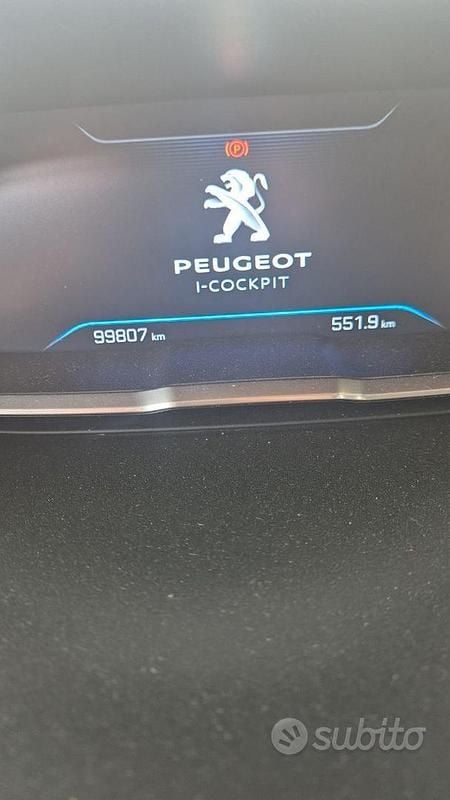 P
PEUGEOT
I-COCKPIT
99807 km 551.9 km
subito